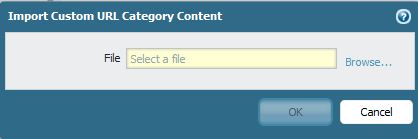 Import Custom URL Category Content
File Select a file Browse...
OK Cancel